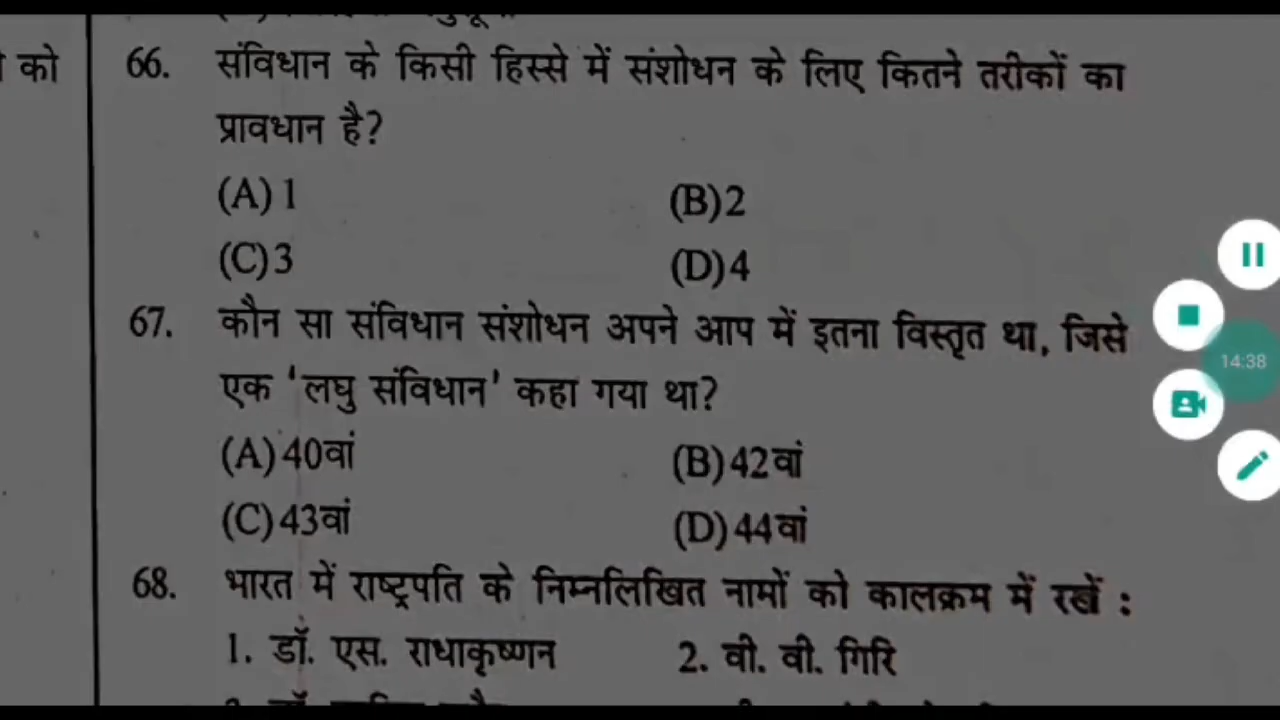 को
66. संविधान के किसी हिस्से में संशोधन के लिए कितने तरीकों का
प्रावधान है?
(A) 1 (B) 2
(C) 3 (D) 4
67. कौन सा संविधान संशोधन अपने आप में इतना विस्तृत था, जिसे
एक 'लघु संविधान' कहा गया था?
(A) 40वां (B) 42वां
(C) 43वां (D) 44वां
68. भारत में राष्ट्रपति के निम्नलिखित नामों को कालक्रम में रखें :
1. डॉ. एस. राधाकृष्णन 2. वी. वी. गिरि
14:38